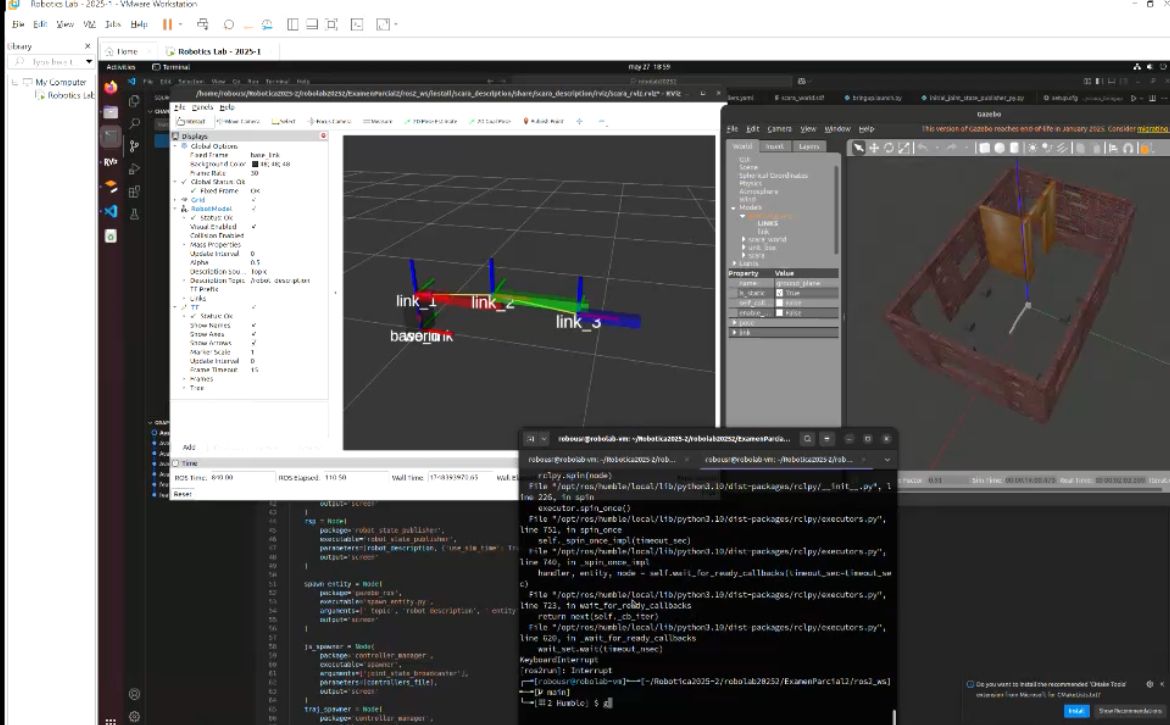 Robotics Lab - 2025-1 - VMware Workstation
File Edit View VM Tabs Help
Library
Home
Robotics Lab - 2025-1
My Computer
Robotics Lab
Activities
Terminal
may 27 18:59
/home/robousr/Robotica2025-2/robolab20252/ExamenParcial2/ros2_ws/install/scara_description/share/scara_description/rviz/scara_rviz.rviz* - RViz
File Panels Help
Interact Move Camera Select Focus Camera Measure 2D Pose Estimate 2D Goal Pose Publish Point
Displays
Global Options
Fixed Frame base_link
Background Color 48; 48; 48
Frame Rate 30
Global Status: Ok
Fixed Frame OK
Grid
RobotModel
Status: Ok
Visual Enabled
Collision Enabled
Mass Properties
Update Interval 0
Alpha 0.5
Description Sou... Topic
Description Topic /robot_description
TF Prefix
Links
TF
Status: Ok
Show Names
Show Axes
Show Arrows
Marker Scale 1
Update Interval 0
Frame Timeout 15
Frames
Tree
Add
link_1
link_2
link_3
Time
ROS Time: 840.00
ROS Elapsed: 110.50
Wall Time: 1748393970.65
Reset
scara_world.sdf
bringup.launch.py
initial_joint_state_publisher_py.py
setup.cfg
Gazebo
File Edit Camera View Window Help
This version of Gazebo reaches end-of-life in January 2025. Consider migrating
World Insert Layers
GUI
Scene
Spherical Coordinates
Physics
Atmosphere
Wind
Models
LINKS
link
scara_world
unit_box
scara
Lights
Property Value
name ground_plane
is_static True
self_coll... False
enable_... False
pose
link
robousr@robolab-vm: ~/Robotica2025-2/robolab20252/ExamenParcia...
robousr@robolab-vm: ~/Robotica2025-2/rob...
robousr@robolab-vm: ~/Robotica2025-2/rob...
rclpy.spin(node)
File "/opt/ros/humble/local/lib/python3.10/dist-packages/rclpy/__init__.py", l
ine 226, in spin
executor.spin_once()
File "/opt/ros/humble/local/lib/python3.10/dist-packages/rclpy/executors.py",
line 751, in spin_once
self._spin_once_impl(timeout_sec)
File "/opt/ros/humble/local/lib/python3.10/dist-packages/rclpy/executors.py",
line 740, in _spin_once_impl
handler, entity, node = self.wait_for_ready_callbacks(timeout_sec=timeout_se
c)
File "/opt/ros/humble/local/lib/python3.10/dist-packages/rclpy/executors.py",
line 723, in wait_for_ready_callbacks
return next(self._cb_iter)
File "/opt/ros/humble/local/lib/python3.10/dist-packages/rclpy/executors.py",
line 620, in _wait_for_ready_callbacks
wait_set.wait(timeout_nsec)
KeyboardInterrupt
[ros2run]: Interrupt
[robousr@robolab-vm]—[~/Robotica2025-2/robolab20252/ExamenParcial2/ros2_ws]
main]
2 Humble] $ g
rsp = Node(
package='robot_state_publisher',
executable='robot_state_publisher',
parameters=[robot_description, {'use_sim_time': Tru
output='screen'
)
spawn_entity = Node(
package='gazebo_ros',
executable='spawn_entity.py',
arguments=['-topic', 'robot_description', '-entity'
output='screen'
)
js_spawner = Node(
package='controller_manager',
executable='spawner',
arguments=['joint_state_broadcaster'],
parameters=[controllers_file],
output='screen'
)
traj_spawner = Node(
package='controller_manager',
Do you want to install the recommended 'CMake Tools'
extension from Microsoft for CMakeLists.txt?
Install
Show Recommendations